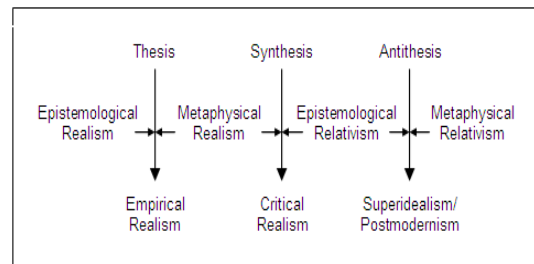 Thesis
Synthesis
Antithesis
Epistemological
Realism
Metaphysical
Realism
Epistemological
Relativism
Metaphysical
Relativism
Empirical
Realism
Critical
Realism
Superidealism/
Postmodernism